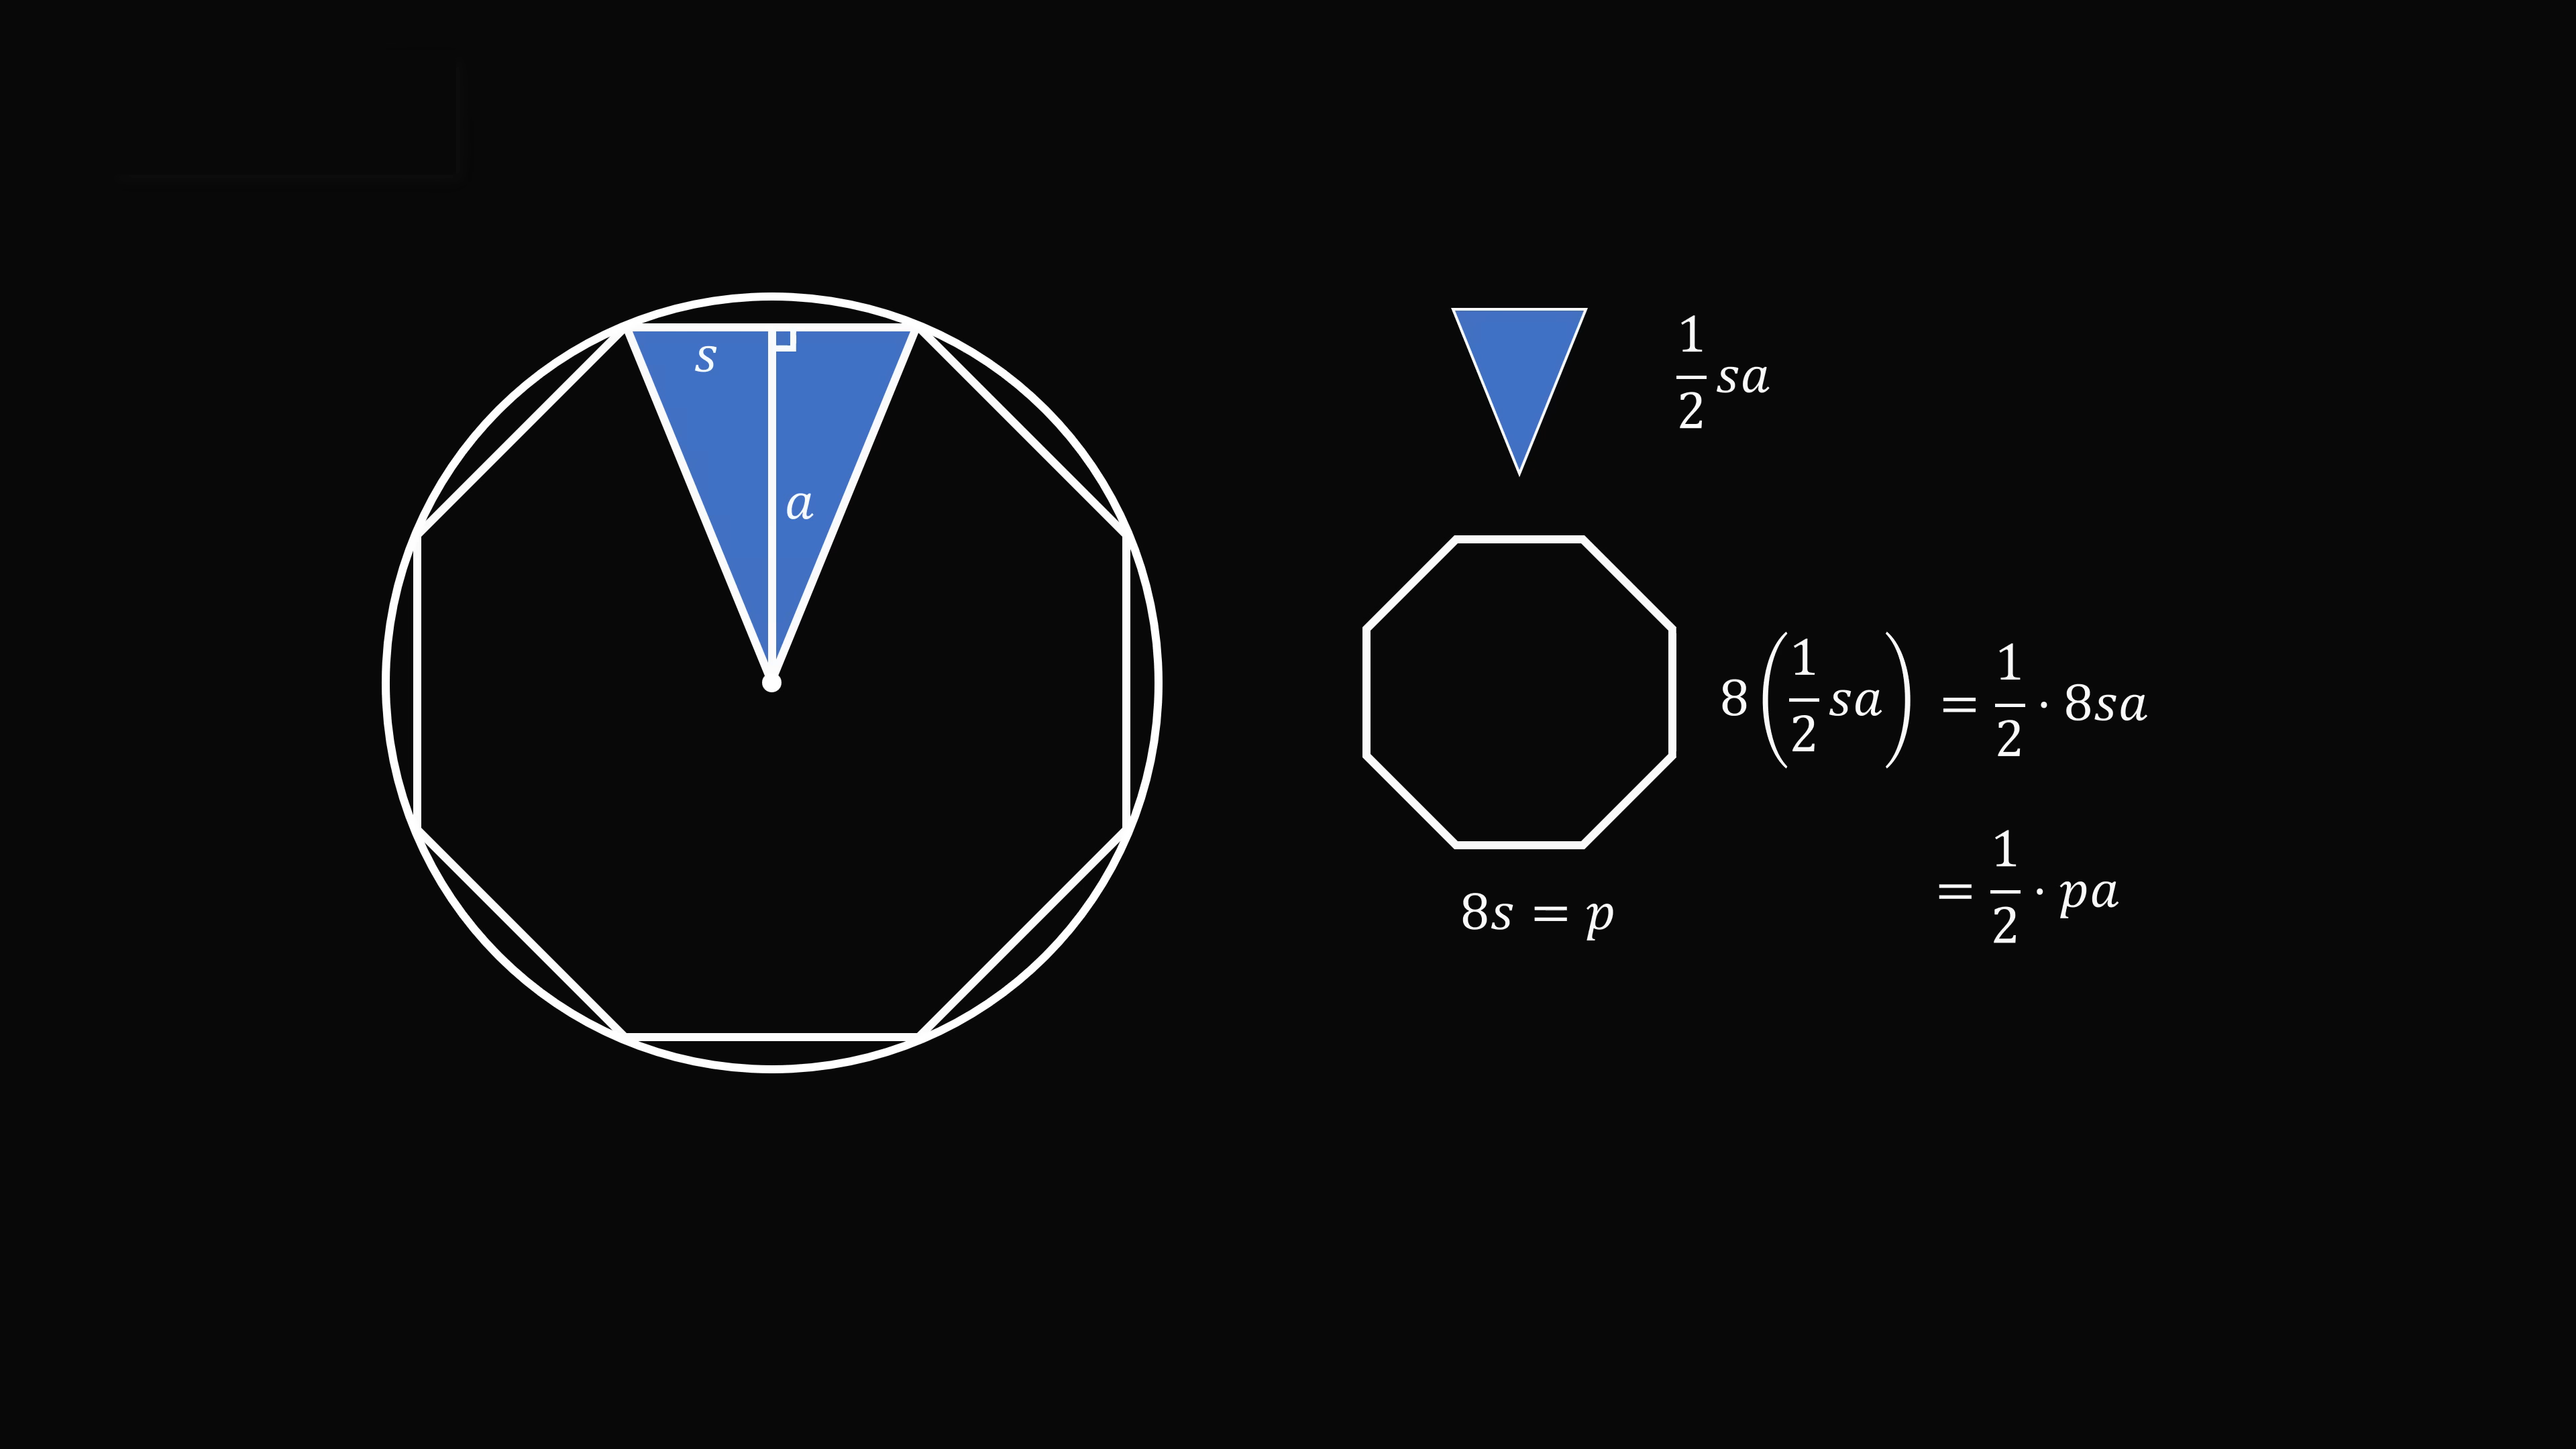 s
a
1/2 sa
8(1/2 sa) = 1/2 · 8sa
= 1/2 · pa
8s = p